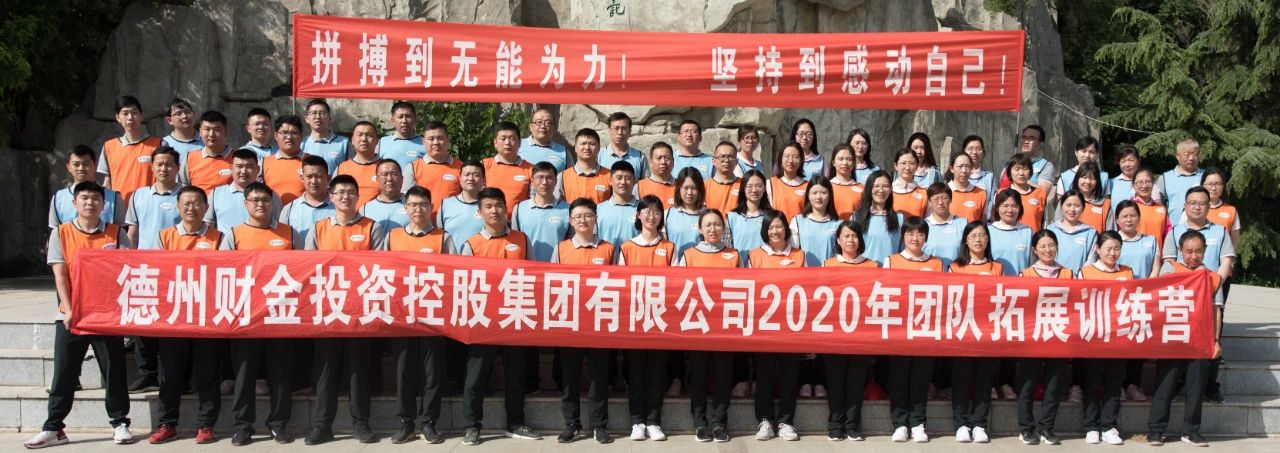 記
拼搏到无能为力! 坚持到感动自己!
德州财金投资控股集团有限公司2020年团队拓展训练营